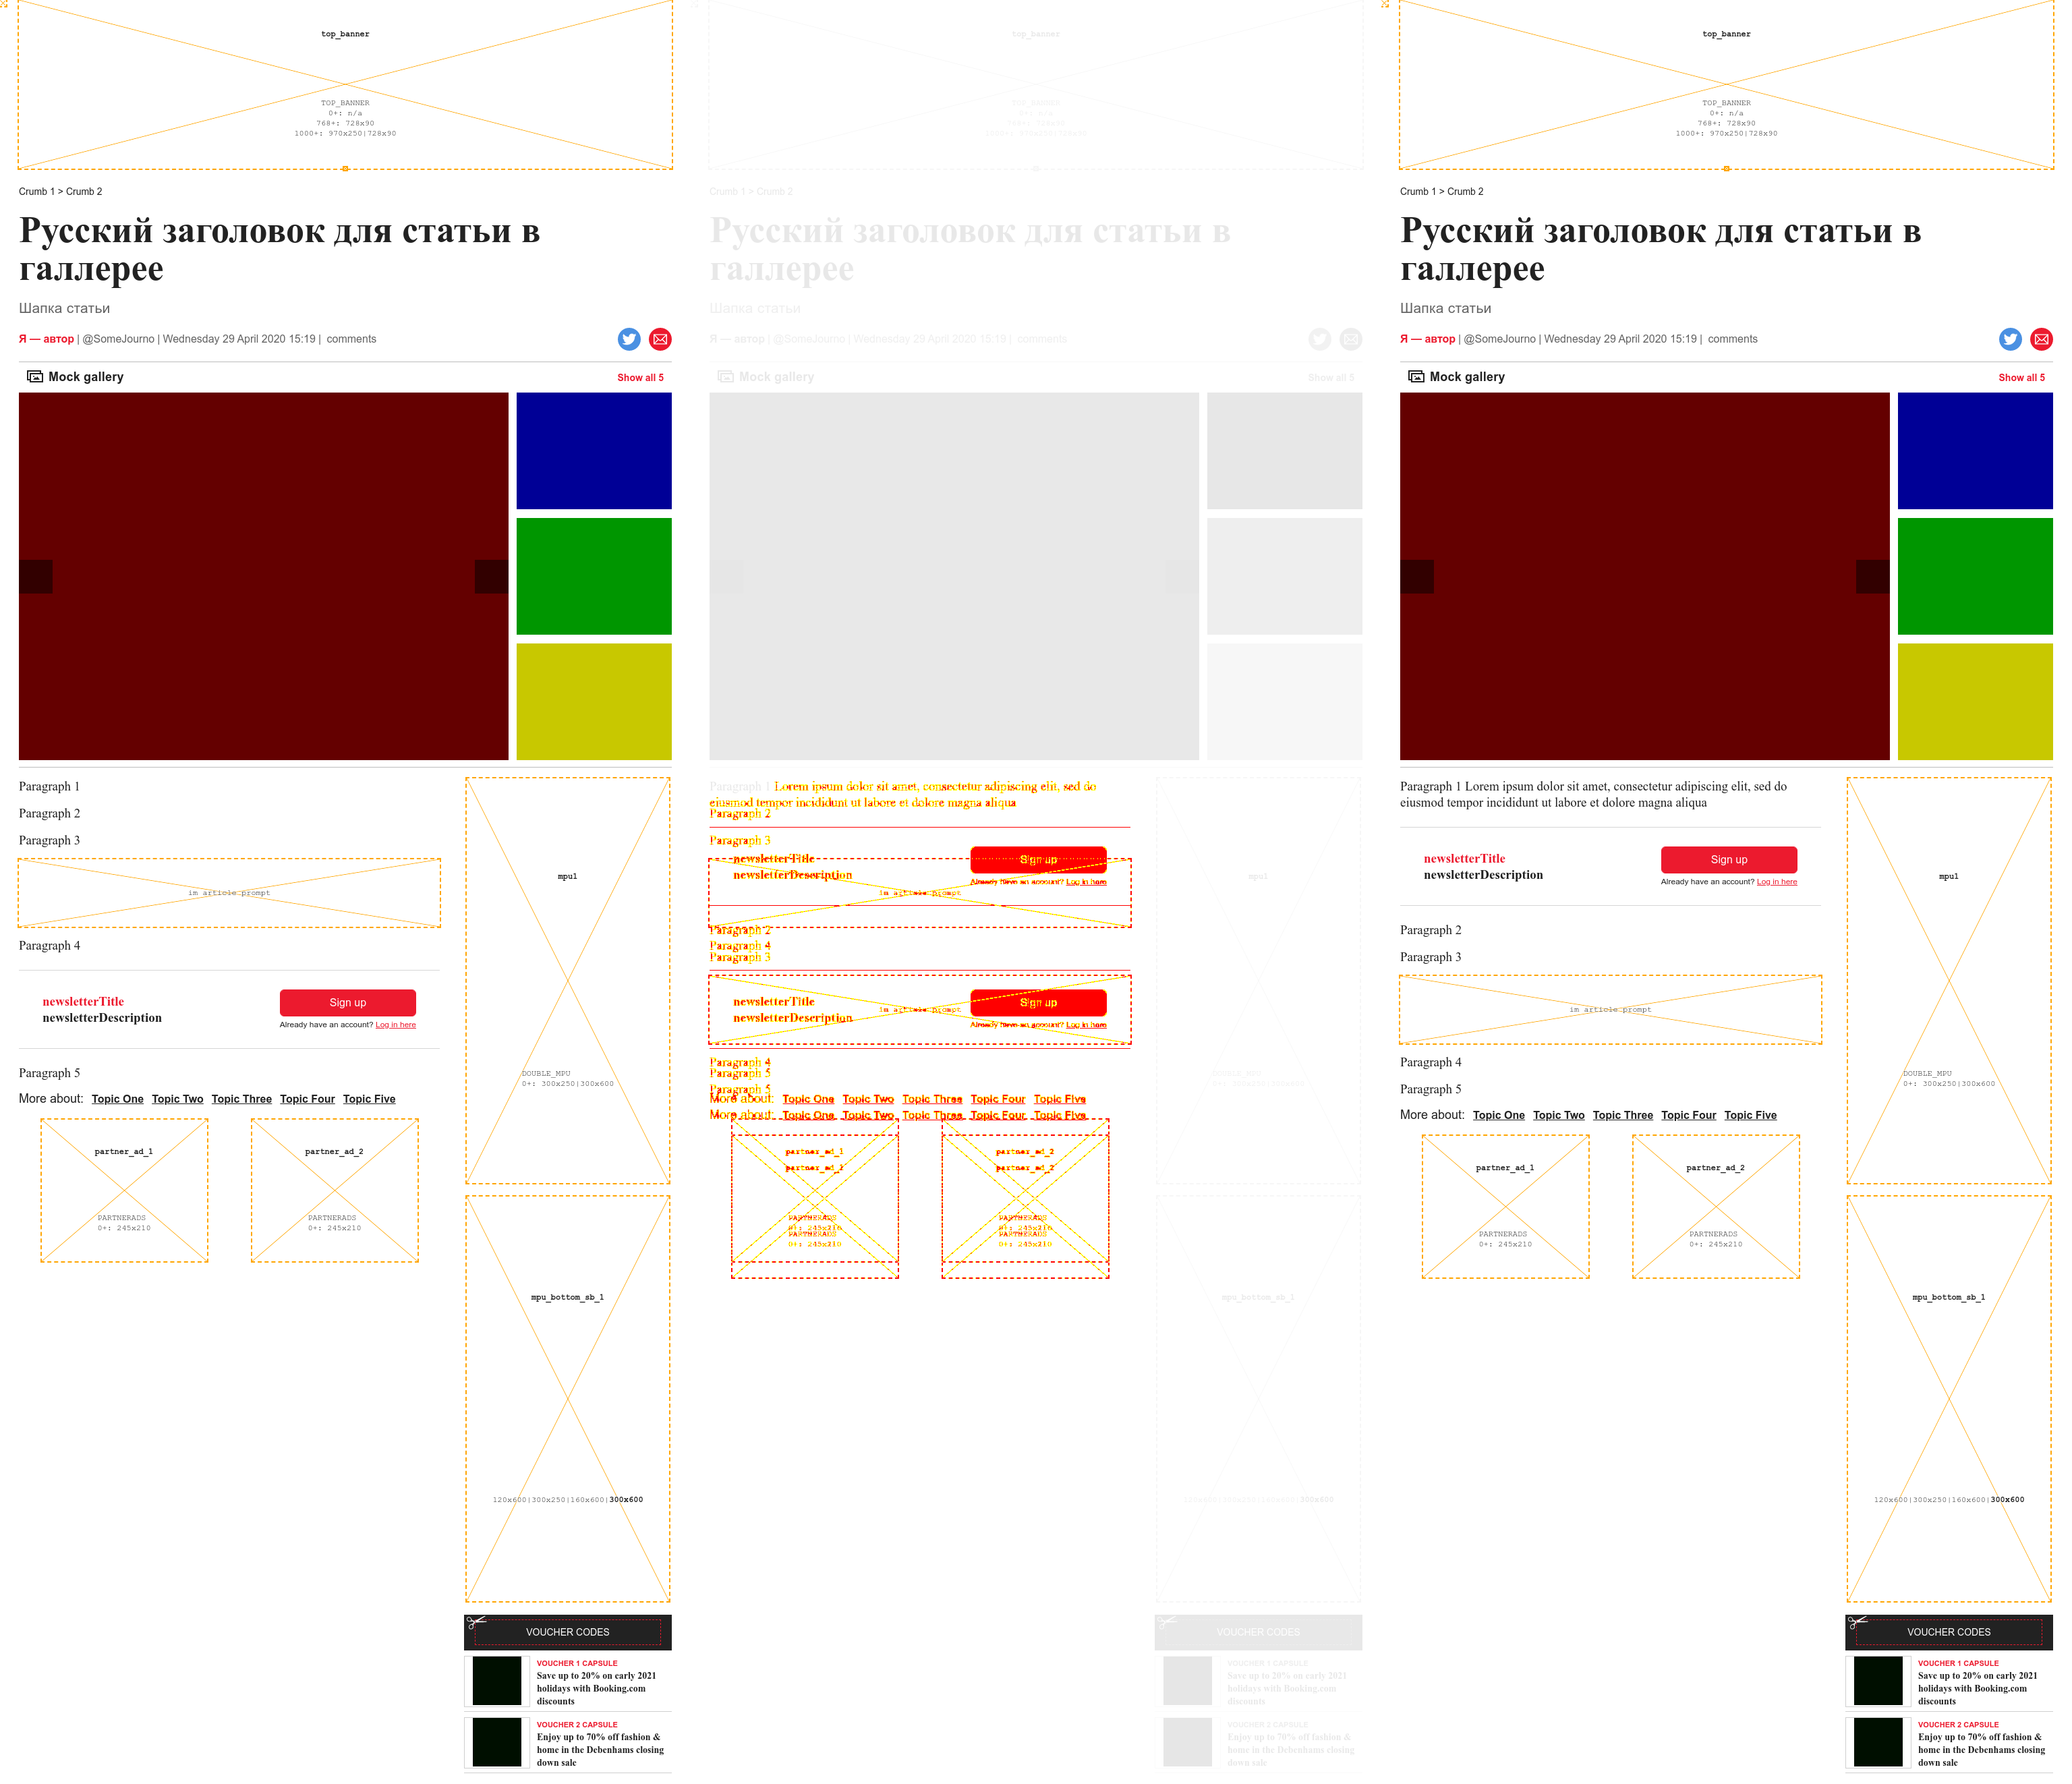 top_banner
TOP_BANNER
0+: n/a
768+: 728x90
1000+: 970x250|728x90
Crumb 1 > Crumb 2
Русский заголовок для статьи в
галлерее
Шапка статьи
Я — автор | @SomeJourno | Wednesday 29 April 2020 15:19 | comments
Mock gallery
Show all 5
Paragraph 1
Paragraph 2
Paragraph 3
im article prompt
Paragraph 4
newsletterTitle
newsletterDescription
Sign up
Already have an account? Log in here
Paragraph 5
More about: Topic One Topic Two Topic Three Topic Four Topic Five
partner_ad_1
PARTNERADS
0+: 245x210
partner_ad_2
PARTNERADS
0+: 245x210
mpu1
DOUBLE_MPU
0+: 300x250|300x600
mpu_bottom_sb_1
120x600|300x250|160x600|300x600
VOUCHER CODES
VOUCHER 1 CAPSULE
Save up to 20% on early 2021
holidays with Booking.com
discounts
VOUCHER 2 CAPSULE
Enjoy up to 70% off fashion &
home in the Debenhams closing
down sale
top_banner
TOP_BANNER
0+: n/a
768+: 728x90
1000+: 970x250|728x90
Crumb 1 > Crumb 2
Русский заголовок для статьи в
галлерее
Шапка статьи
Я — автор | @SomeJourno | Wednesday 29 April 2020 15:19 | comments
Mock gallery
Show all 5
Paragraph 1 Lorem ipsum dolor sit amet, consectetur adipiscing elit, sed do
eiusmod tempor incididunt ut labore et dolore magna aliqua
Paragraph 2
Paragraph 3
newsletterTitle
newsletterDescription
Sign up
Already have an account? Log in here
im article prompt
Paragraph 2
Paragraph 4
Paragraph 3
newsletterTitle
newsletterDescription
Sign up
im article prompt
Already have an account? Log in here
Paragraph 4
Paragraph 5
Paragraph 5
More about: Topic One Topic Two Topic Three Topic Four Topic Five
More about: Topic One Topic Two Topic Three Topic Four Topic Five
partner_ad_1
partner_ad_1
PARTNERADS
0+: 245x210
PARTNERADS
0+: 245x210
partner_ad_2
partner_ad_2
PARTNERADS
0+: 245x210
PARTNERADS
0+: 245x210
mpu1
DOUBLE_MPU
0+: 300x250|300x600
mpu_bottom_sb_1
120x600|300x250|160x600|300x600
VOUCHER CODES
VOUCHER 1 CAPSULE
Save up to 20% on early 2021
holidays with Booking.com
discounts
VOUCHER 2 CAPSULE
Enjoy up to 70% off fashion &
home in the Debenhams closing
down sale
top_banner
TOP_BANNER
0+: n/a
768+: 728x90
1000+: 970x250|728x90
Crumb 1 > Crumb 2
Русский заголовок для статьи в
галлерее
Шапка статьи
Я — автор | @SomeJourno | Wednesday 29 April 2020 15:19 | comments
Mock gallery
Show all 5
Paragraph 1 Lorem ipsum dolor sit amet, consectetur adipiscing elit, sed do
eiusmod tempor incididunt ut labore et dolore magna aliqua
newsletterTitle
newsletterDescription
Sign up
Already have an account? Log in here
Paragraph 2
Paragraph 3
im article prompt
Paragraph 4
Paragraph 5
More about: Topic One Topic Two Topic Three Topic Four Topic Five
partner_ad_1
PARTNERADS
0+: 245x210
partner_ad_2
PARTNERADS
0+: 245x210
mpu1
DOUBLE_MPU
0+: 300x250|300x600
mpu_bottom_sb_1
120x600|300x250|160x600|300x600
VOUCHER CODES
VOUCHER 1 CAPSULE
Save up to 20% on early 2021
holidays with Booking.com
discounts
VOUCHER 2 CAPSULE
Enjoy up to 70% off fashion &
home in the Debenhams closing
down sale